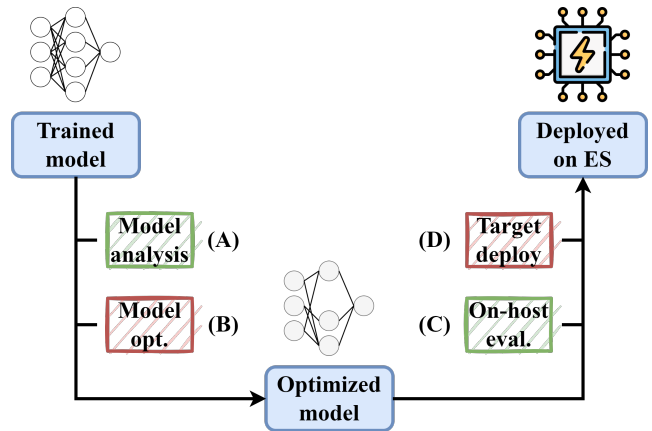 Trained
model
Deployed
on ES
Model
analysis
(A)
(D)
Target
deploy
Model
opt.
(B)
(C)
On-host
eval.
Optimized
model